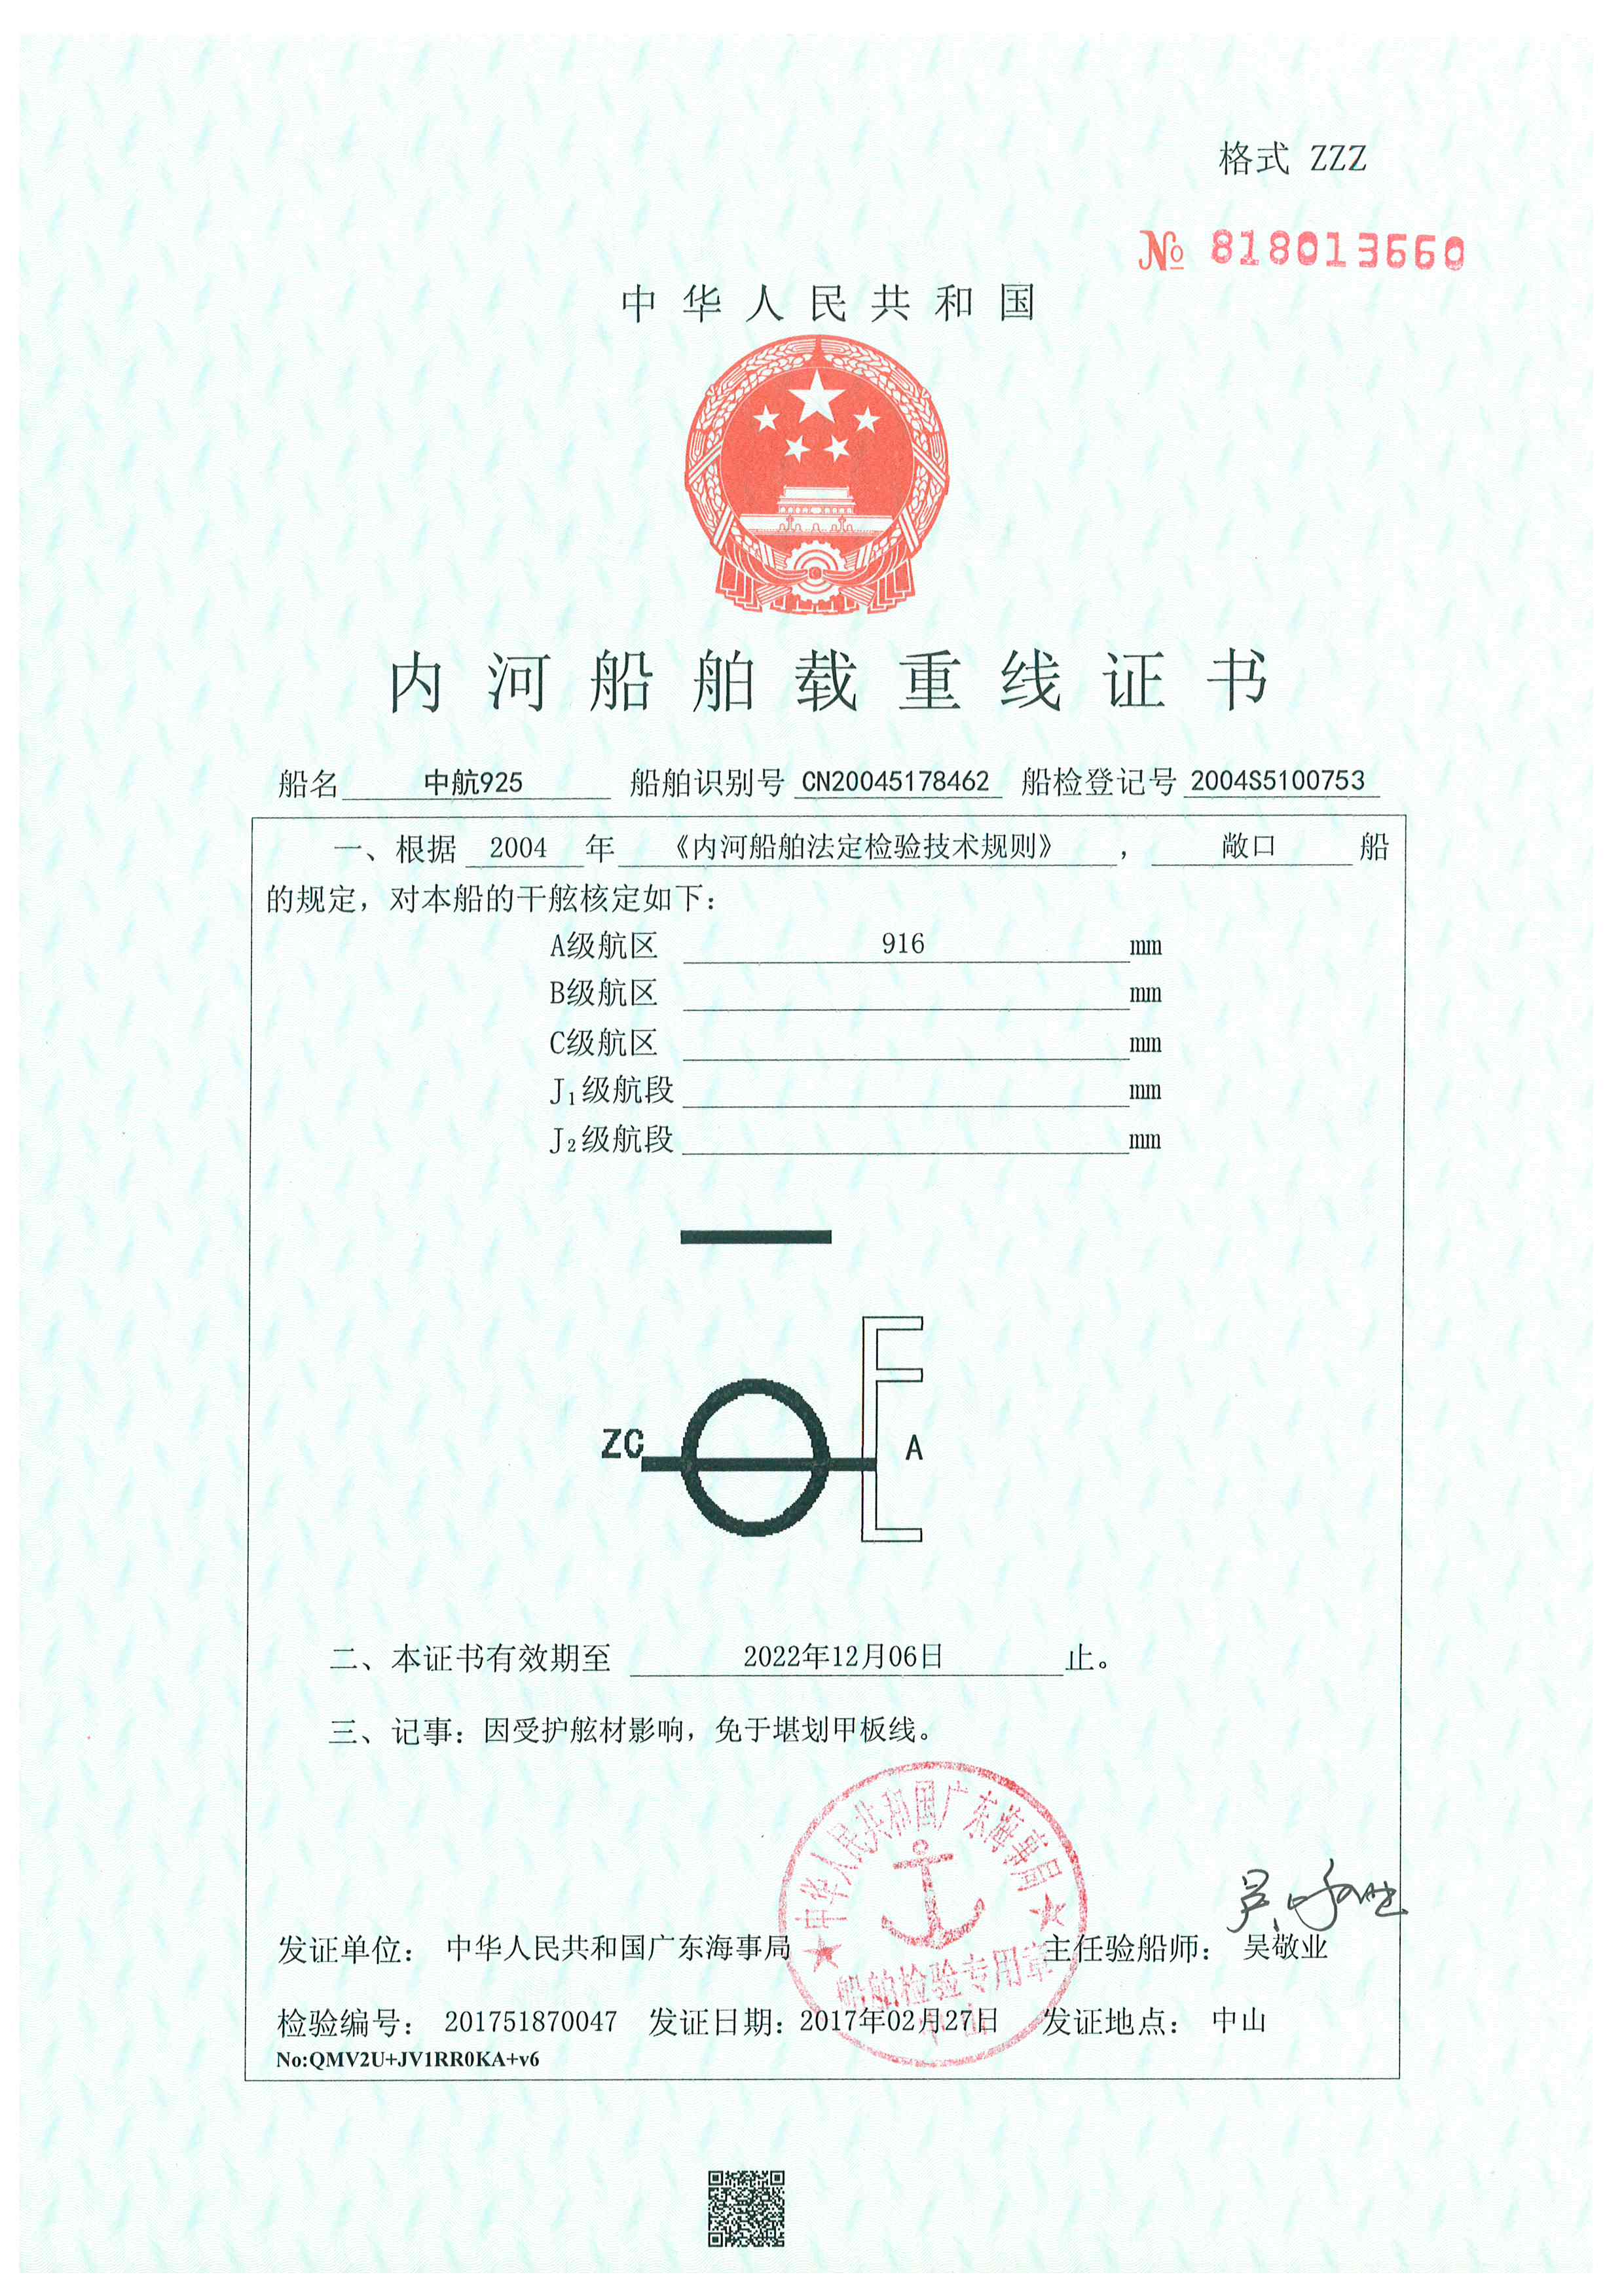 格式 ZZZ
№ 818013660
中华人民共和国
内河船舶载重线证书
船名 中航925 船舶识别号 CN20045178462 船检登记号 2004S5100753
一、根据 2004 年 《内河船舶法定检验技术规则》 , 敞口 船
的规定，对本船的干舷核定如下：
A级航区 916 mm
B级航区 mm
C级航区 mm
J₁级航段 mm
J₂级航段 mm
ZC A
二、本证书有效期至 2022年12月06日 止。
三、记事：因受护舷材影响，免于堪划甲板线。
中华人民共和国广东海事局
船舶检验专用章
中山
发证单位： 中华人民共和国广东海事局 主任验船师： 吴敬业
检验编号： 201751870047 发证日期：2017年02月27日 发证地点： 中山
No:QMV2U+JV1RR0KA+v6